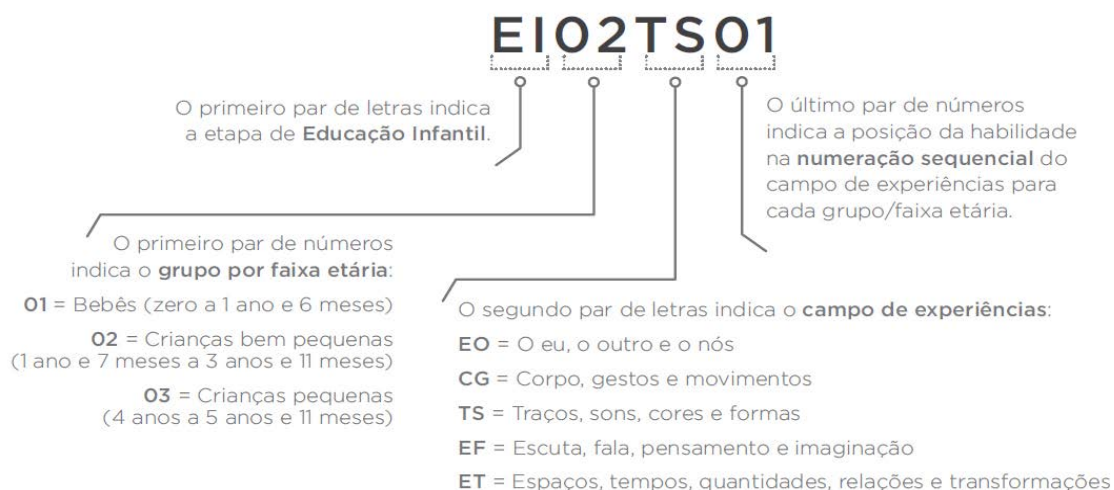 EI02TS01
O primeiro par de letras indica
a etapa de Educação Infantil.
O último par de números
indica a posição da habilidade
na numeração sequencial do
campo de experiências para
cada grupo/faixa etária.
O primeiro par de números
indica o grupo por faixa etária:
01 = Bebês (zero a 1 ano e 6 meses)
02 = Crianças bem pequenas
(1 ano e 7 meses a 3 anos e 11 meses)
03 = Crianças pequenas
(4 anos a 5 anos e 11 meses)
O segundo par de letras indica o campo de experiências:
EO = O eu, o outro e o nós
CG = Corpo, gestos e movimentos
TS = Traços, sons, cores e formas
EF = Escuta, fala, pensamento e imaginação
ET = Espaços, tempos, quantidades, relações e transformações